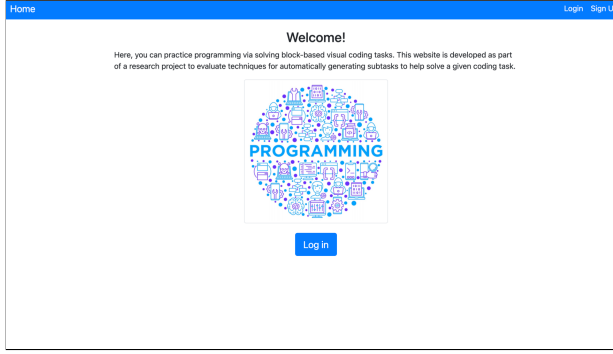 Home
Login Sign U
Welcome!
Here, you can practice programming via solving block-based visual coding tasks. This website is developed as part
of a research project to evaluate techniques for automatically generating subtasks to help solve a given coding task.
PROGRAMMING
Log in